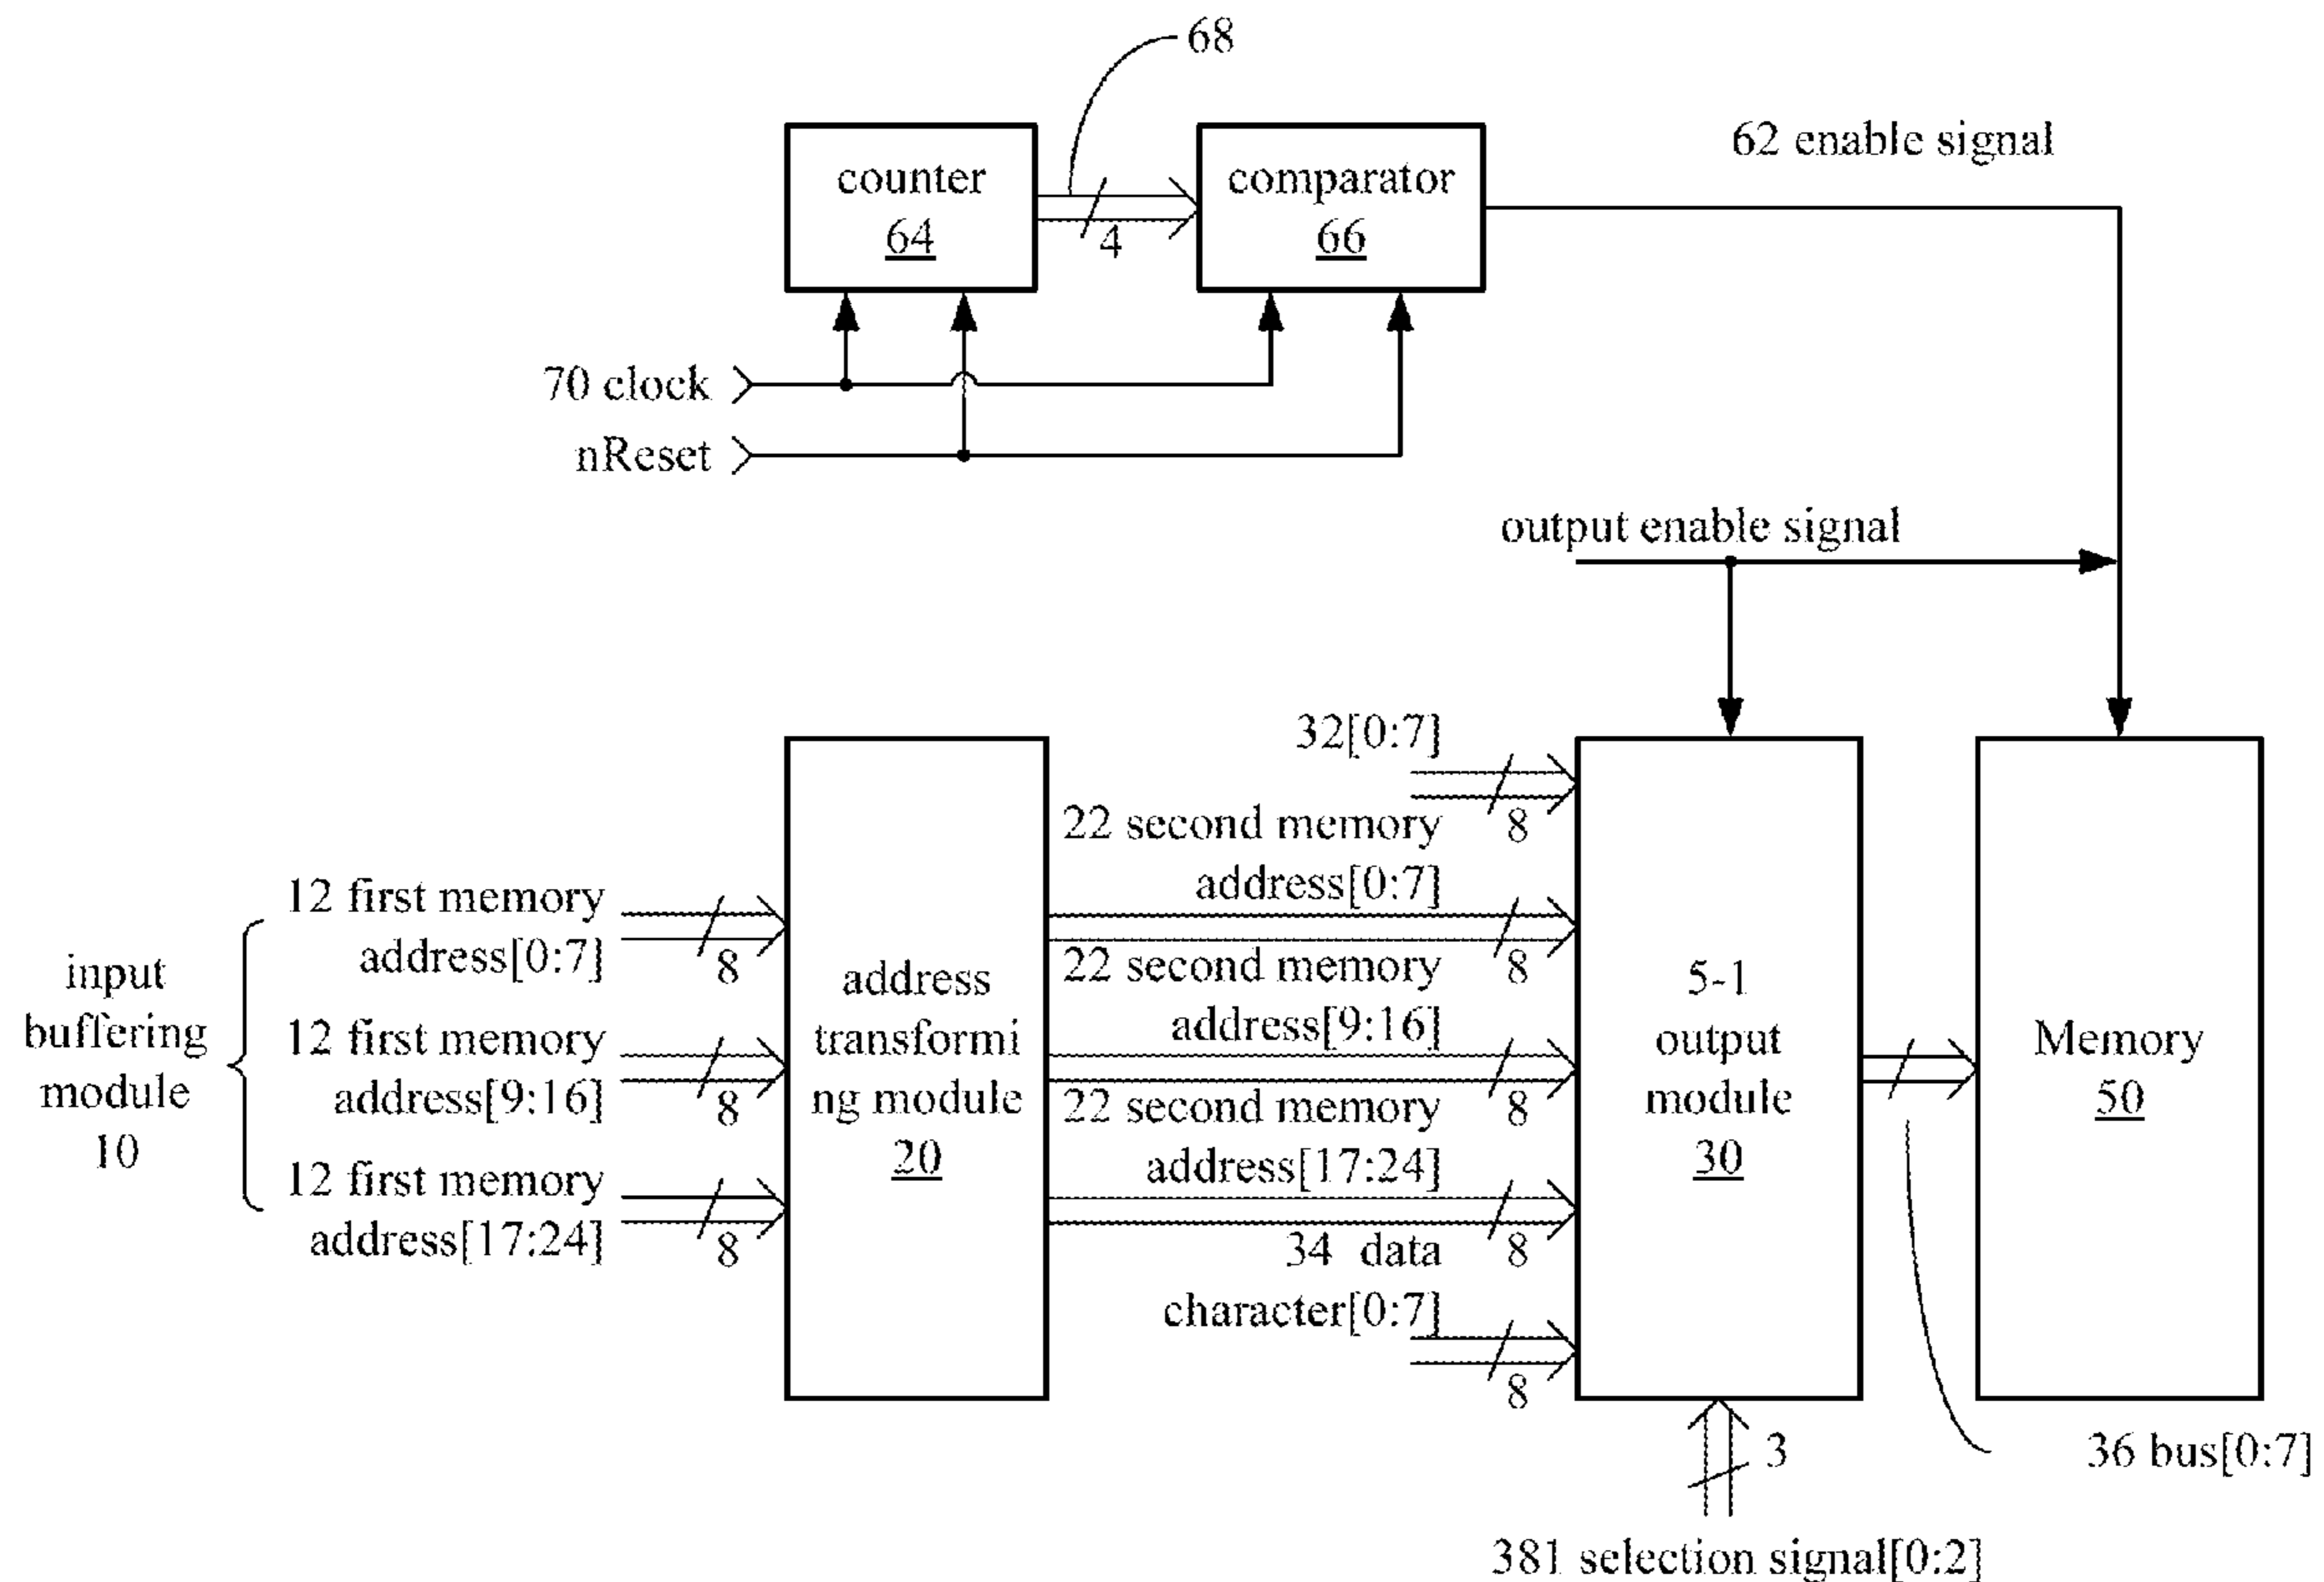 68
counter
64
4
comparator
66
62 enable signal
70 clock
nReset
output enable signal
input
buffering
module
10
12 first memory
address[0:7]
8
12 first memory
address[9:16]
8
12 first memory
address[17:24]
8
address
transformi
ng module
20
32[0:7]
8
22 second memory
address[0:7]
8
22 second memory
address[9:16]
8
22 second memory
address[17:24]
8
34 data
character[0:7]
8
5-1
output
module
30
Memory
50
3
36 bus[0:7]
381 selection signal[0:2]